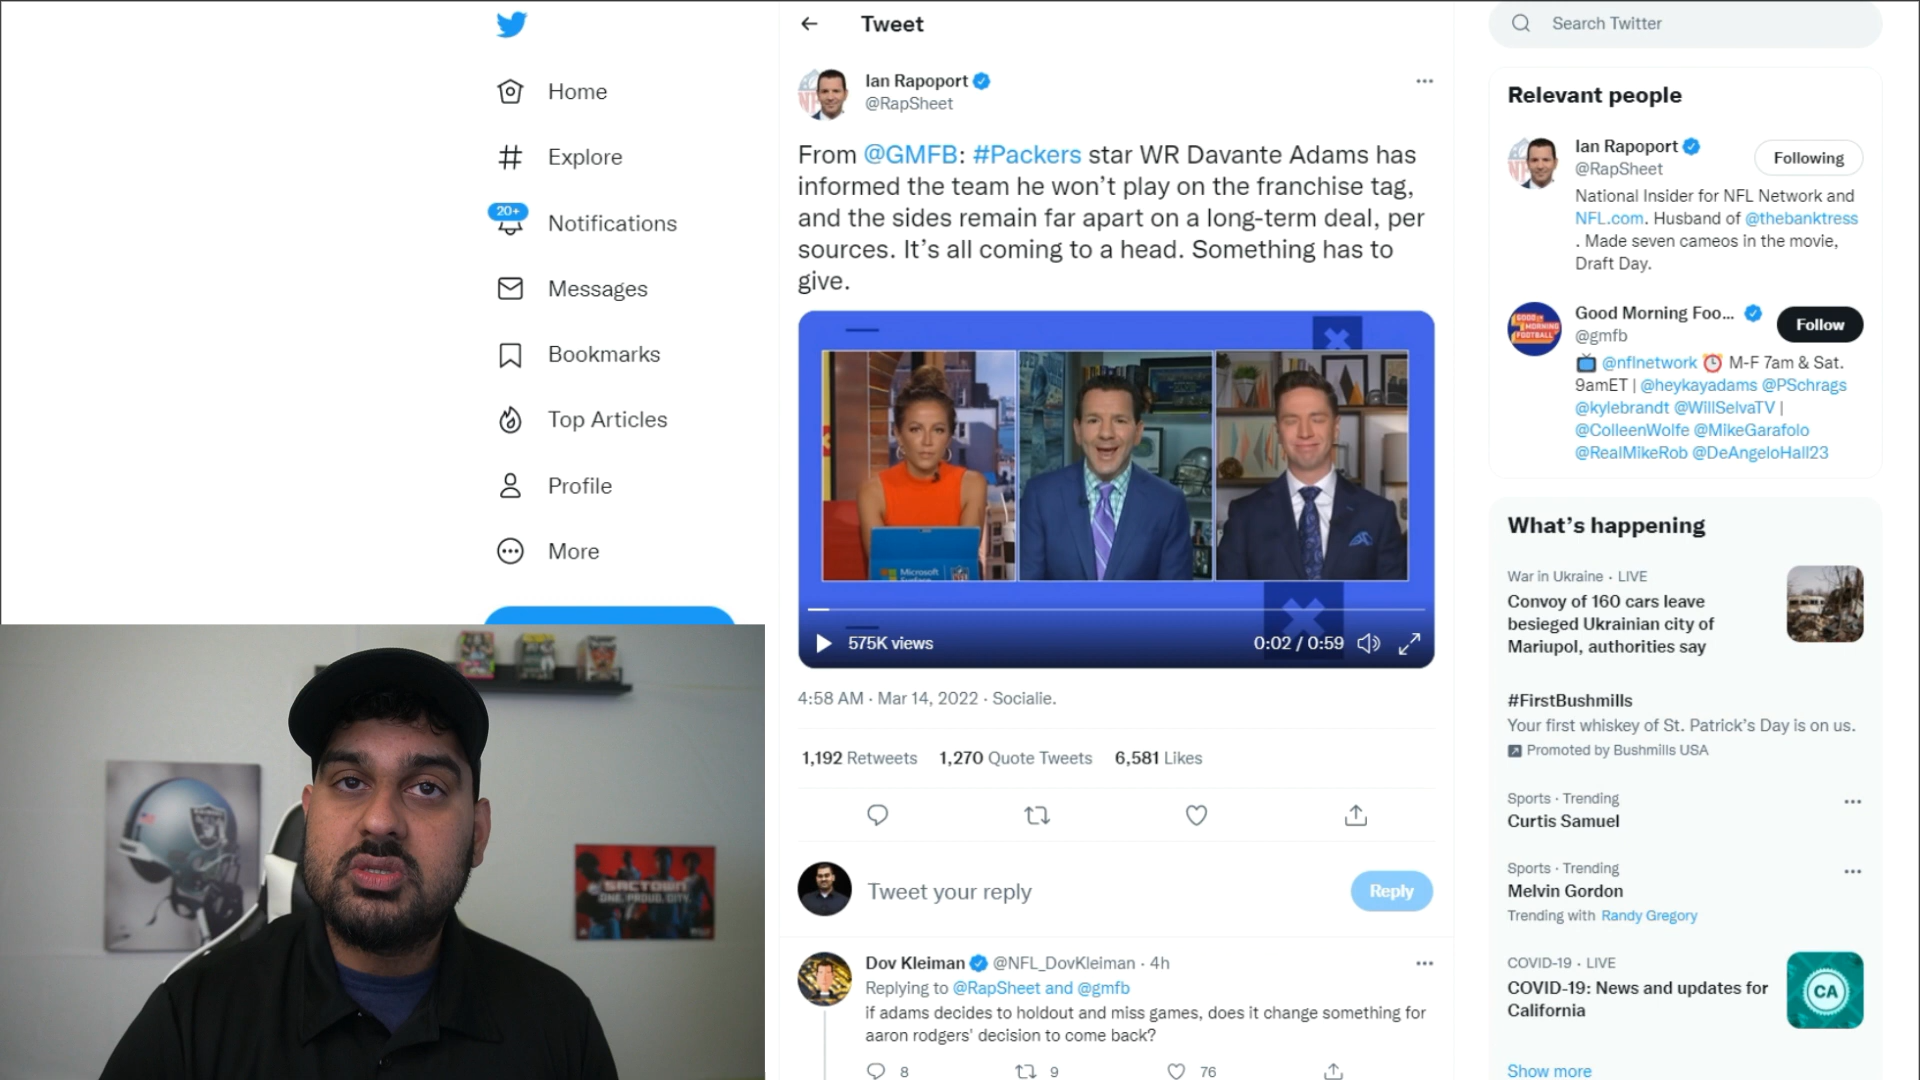 Home
Explore
20+
Notifications
Messages
Bookmarks
Top Articles
Profile
More
Tweet
Ian Rapoport
@RapSheet
From @GMFB: #Packers star WR Davante Adams has
informed the team he won't play on the franchise tag,
and the sides remain far apart on a long-term deal, per
sources. It's all coming to a head. Something has to
give.
Microsoft
Surface
NFL
575K views
0:02 / 0:59
4:58 AM · Mar 14, 2022 · Socialie.
1,192 Retweets 1,270 Quote Tweets 6,581 Likes
Tweet your reply
Reply
Dov Kleiman @NFL_DovKleiman · 4h
Replying to @RapSheet and @gmfb
if adams decides to holdout and miss games, does it change something for
aaron rodgers' decision to come back?
8 9 76
Search Twitter
Relevant people
Ian Rapoport
@RapSheet
Following
National Insider for NFL Network and
NFL.com. Husband of @thebanktress
. Made seven cameos in the movie,
Draft Day.
GOOD
MORNING
FOOTBALL
Good Morning Foo...
@gmfb
Follow
@nflnetwork M-F 7am & Sat.
9amET | @heykayadams @PSchrags
@kylebrandt @WillSelvaTV |
@ColleenWolfe @MikeGarafolo
@RealMikeRob @DeAngeloHall23
What's happening
War in Ukraine · LIVE
Convoy of 160 cars leave
besieged Ukrainian city of
Mariupol, authorities say
#FirstBushmills
Your first whiskey of St. Patrick's Day is on us.
Promoted by Bushmills USA
Sports · Trending
Curtis Samuel
Sports · Trending
Melvin Gordon
Trending with Randy Gregory
COVID-19 · LIVE
COVID-19: News and updates for
California
CA
Show more
SACTOWN
ONE. PROUD. CITY.